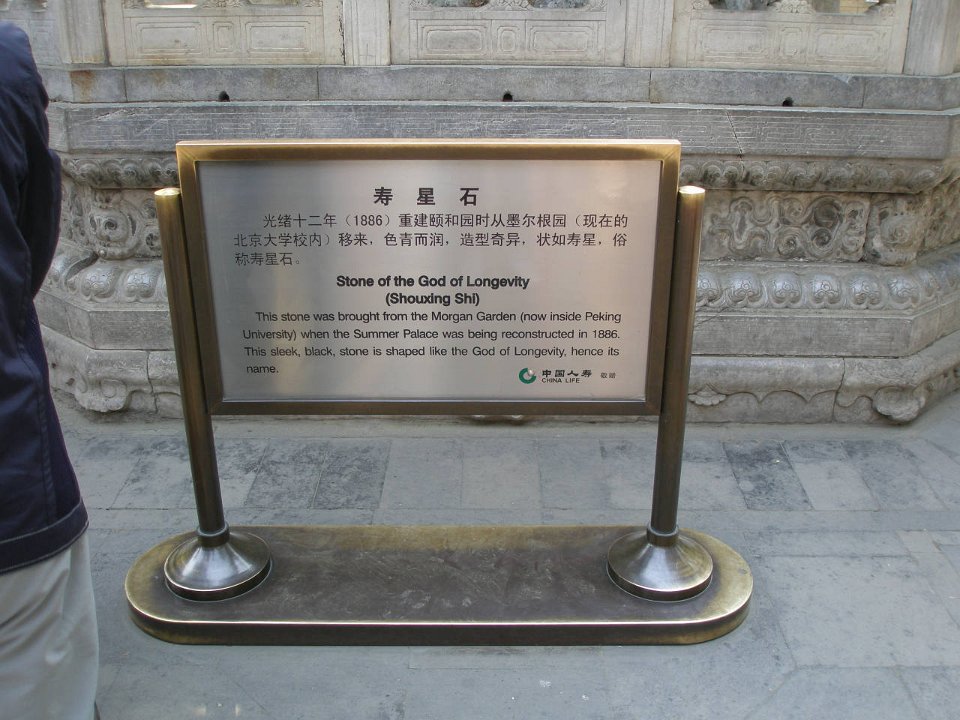 寿 星 石
光绪十二年（1886）重建颐和园时从墨尔根园（现在的
北京大学校内）移来，色青而润，造型奇异，状如寿星，俗
称寿星石。
Stone of the God of Longevity
(Shouxing Shi)
This stone was brought from the Morgan Garden (now inside Peking
University) when the Summer Palace was being reconstructed in 1886.
This sleek, black, stone is shaped like the God of Longevity, hence its
name.
中国人寿 敬赠
CHINA LIFE